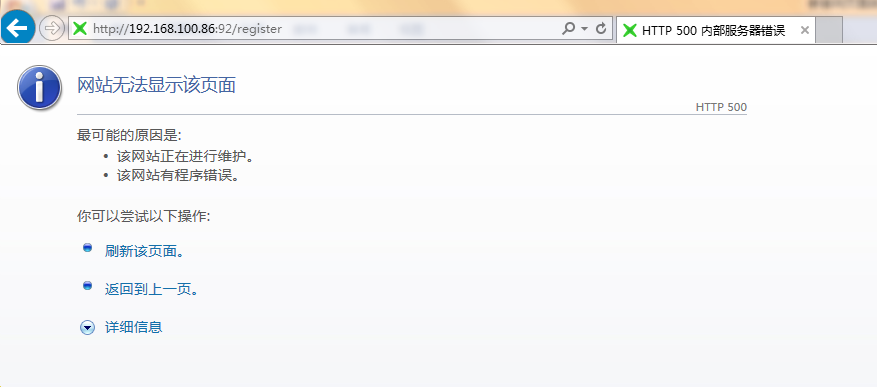 http://192.168.100.86:92/register
HTTP 500 内部服务器错误
网站无法显示该页面
HTTP 500
最可能的原因是:
• 该网站正在进行维护。
• 该网站有程序错误。
你可以尝试以下操作:
刷新该页面。
返回到上一页。
详细信息